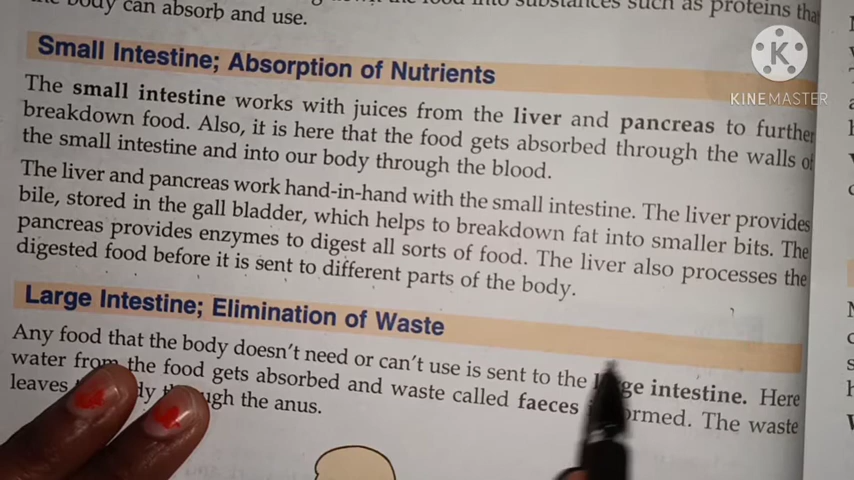 the body can absorb and use.
the food into substances such as proteins that
Small Intestine; Absorption of Nutrients
The small intestine works with juices from the liver and pancreas to further
breakdown food. Also, it is here that the food gets absorbed through the walls of
the small intestine and into our body through the blood.
The liver and pancreas work hand-in-hand with the small intestine. The liver provides
bile, stored in the gall bladder, which helps to breakdown fat into smaller bits. The
pancreas provides enzymes to digest all sorts of food. The liver also processes the
digested food before it is sent to different parts of the body.
Large Intestine; Elimination of Waste
Any food that the body doesn't need or can't use is sent to the large intestine. Here
water from the food gets absorbed and waste called faeces is formed. The waste
leaves through the anus.
KINEMASTER